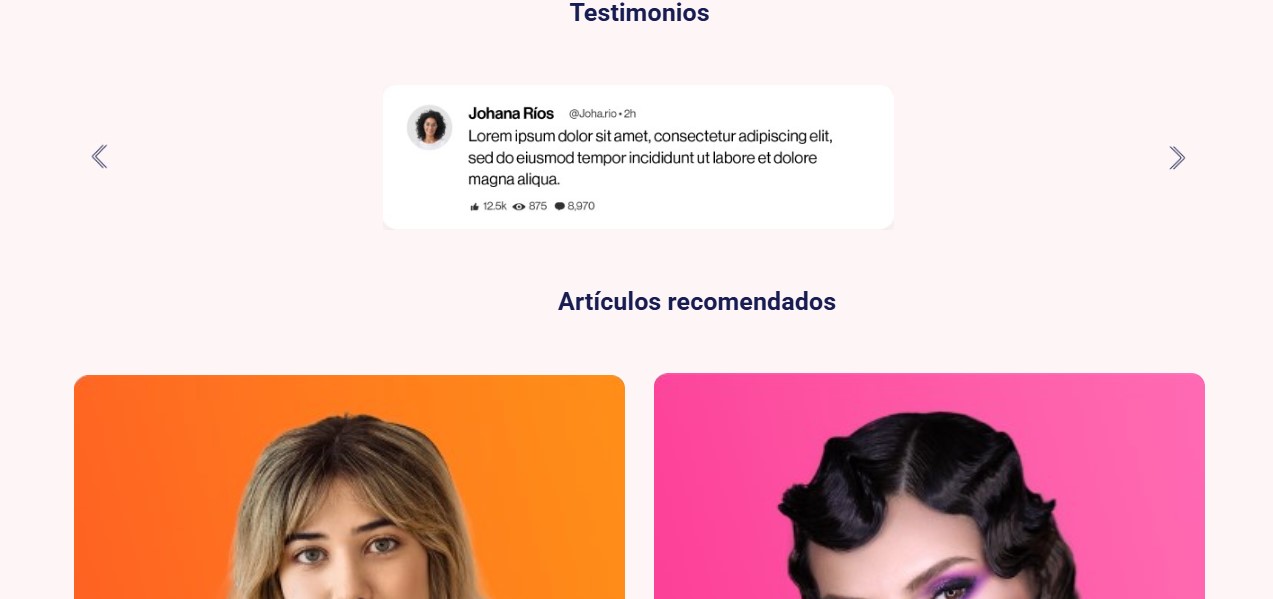 Testimonios
Johana Ríos @Joha.rio • 2h
Lorem ipsum dolor sit amet, consectetur adipiscing elit,
sed do eiusmod tempor incididunt ut labore et dolore
magna aliqua.
12.5k 875 8,970
Artículos recomendados